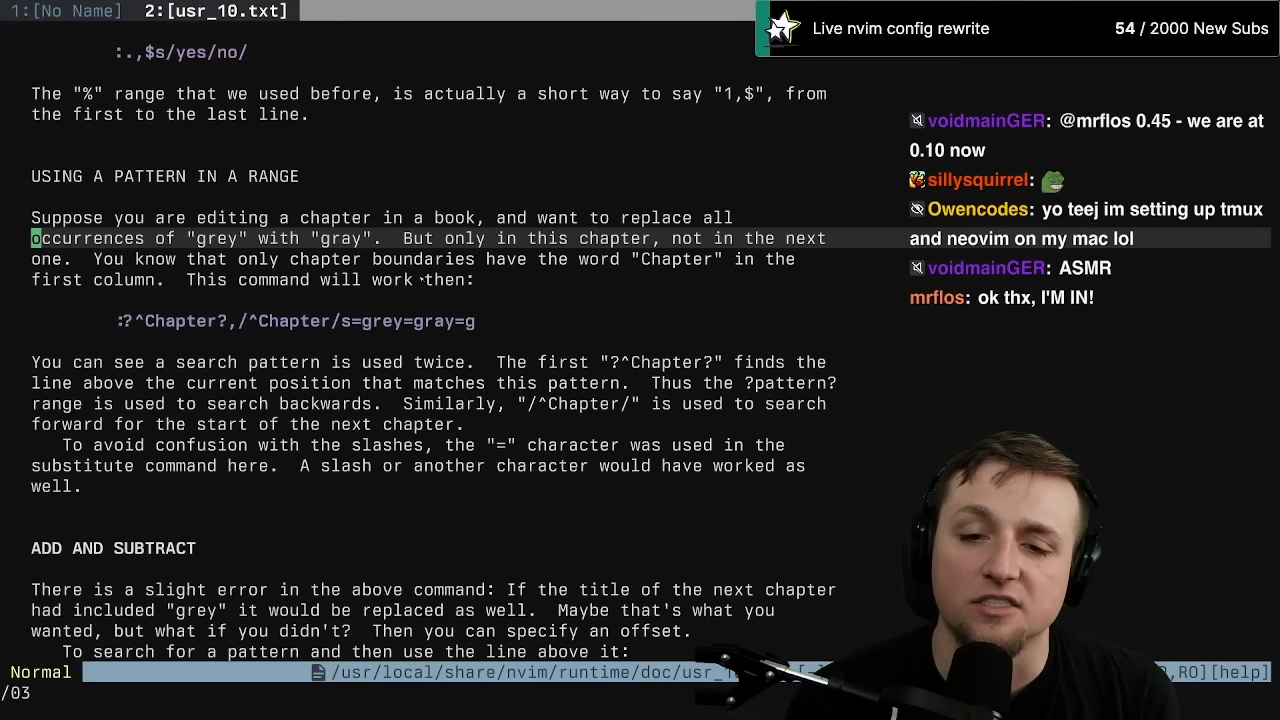 1:[No Name]  2:[usr_10.txt]
:.,$s/yes/no/
The "%" range that we used before, is actually a short way to say "1,$", from
the first to the last line.
USING A PATTERN IN A RANGE
Suppose you are editing a chapter in a book, and want to replace all
occurrences of "grey" with "gray".  But only in this chapter, not in the next
one.  You know that only chapter boundaries have the word "Chapter" in the
first column.  This command will work then:
:?^Chapter?,/^Chapter/s=grey=gray=g
You can see a search pattern is used twice.  The first "?^Chapter?" finds the
line above the current position that matches this pattern.  Thus the ?pattern?
range is used to search backwards.  Similarly, "/^Chapter/" is used to search
forward for the start of the next chapter.
To avoid confusion with the slashes, the "=" character was used in the
substitute command here.  A slash or another character would have worked as
well.
ADD AND SUBTRACT
There is a slight error in the above command: If the title of the next chapter
had included "grey" it would be replaced as well.  Maybe that's what you
wanted, but what if you didn't?  Then you can specify an offset.
To search for a pattern and then use the line above it:
Normal /usr/local/share/nvim/runtime/doc/usr_1 ,RO][help]
/03
Live nvim config rewrite 54 / 2000 New Subs
voidmainGER: @mrflos 0.45 - we are at
0.10 now
sillysquirrel:
Owencodes: yo teej im setting up tmux
and neovim on my mac lol
voidmainGER: ASMR
mrflos: ok thx, I'M IN!